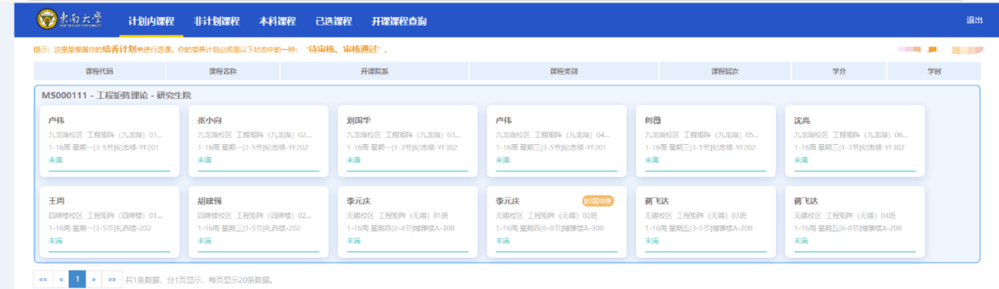 東南大學 计划内课程 非计划课程 本科课程 已选课程 开课课程查询 退出
SOUTHEAST UNIVERSITY
提示：这里是根据你的培养计划来进行选课。你的培养计划必须是以下状态中的一种：“待审核、审核通过”。
课程代码 课程名称 开课院系 课程类别 课程层次 学分 学时
MS000111 - 工程矩阵理论 - 研究生院
卢伟 张小向 刘国华 卢伟 何薇 沈亮
九龙湖校区 工程矩阵（九龙湖）01... 九龙湖校区 工程矩阵（九龙湖）02... 九龙湖校区 工程矩阵（九龙湖）03... 九龙湖校区 工程矩阵（九龙湖）04... 九龙湖校区 工程矩阵（九龙湖）05... 九龙湖校区 工程矩阵（九龙湖）06...
1-16周 星期一[3-5节]纪忠楼-YF201 1-16周 星期一[3-5节]纪忠楼-YF202 1-16周 星期一[1-3节]纪忠楼-YF302 1-16周 星期三[3-5节]纪忠楼-YF201 1-16周 星期三[3-5节]纪忠楼-YF202 1-16周 星期三[1-3节]纪忠楼-YF302
未满 未满 未满 未满 未满 未满
王周 胡建强 李元庆 李元庆 时间冲突 蒋飞达 蒋飞达
四牌楼校区 工程矩阵（四牌楼）01... 四牌楼校区 工程矩阵（四牌楼）02... 无锡校区 工程矩阵（无锡）01班 无锡校区 工程矩阵（无锡）02班 无锡校区 工程矩阵（无锡）03班 无锡校区 工程矩阵（无锡）04班
1-16周 星期一[3-5节]礼西楼-202 1-16周 星期三[3-5节]礼西楼-202 1-16周 星期四[2-4节]博雅楼A-308 1-16周 星期四[6-8节]博雅楼A-308 1-16周 星期五[3-5节]博雅楼A-208 1-16周 星期五[6-8节]博雅楼A-208
未满 未满 未满 未满 未满 未满
«« « 1 » »» 共1条数据，分1页显示，每页显示20条数据。